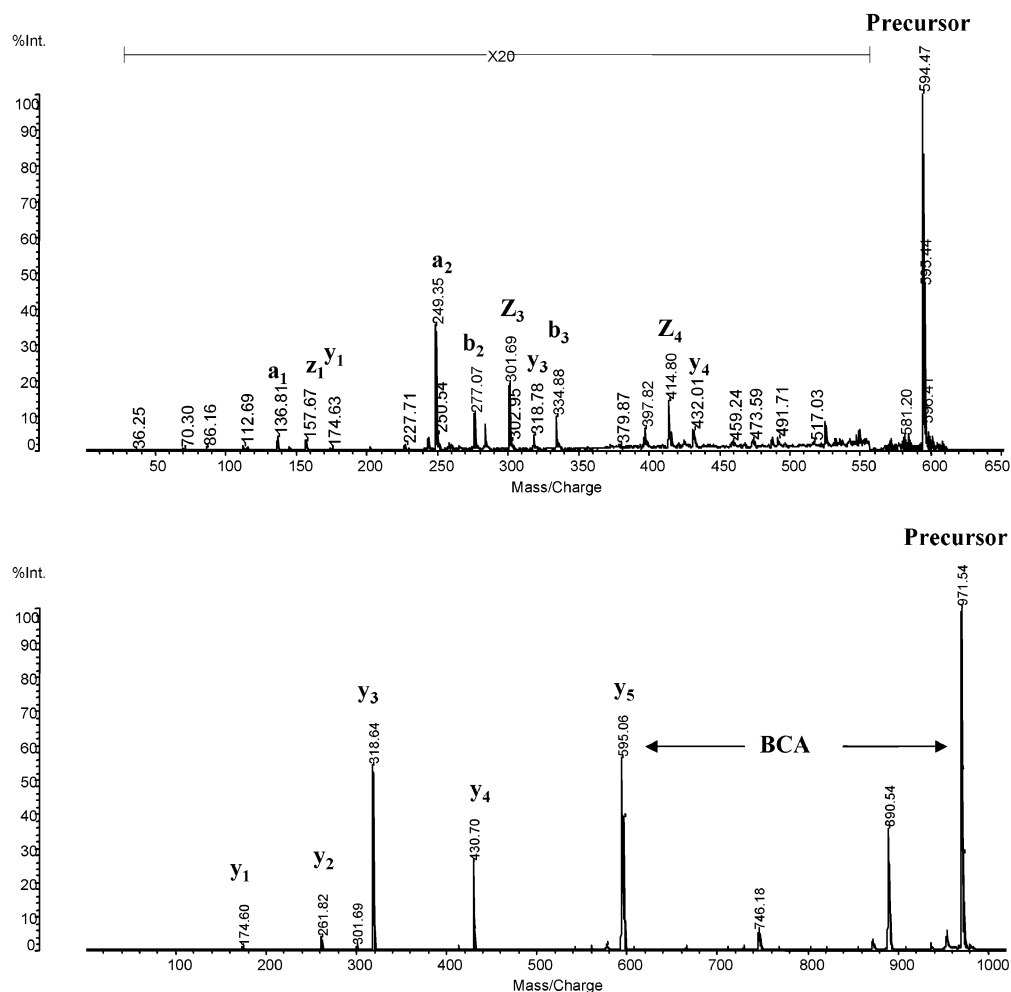 Precursor
%Int.
X20
594.47
100
90
80
70
60
50
40
30
20
10
0
595.44
596.41
a2
249.35
250.54
b2
277.07
Z3
301.69
302.95
y3
318.78
b3
334.88
Z4
414.80
y4
432.01
a1
136.81
z1
157.67
y1
174.63
36.25
70.30
86.16
112.69
227.71
379.87
397.82
459.24
473.59
491.71
517.03
581.20
50 100 150 200 250 300 350 400 450 500 550 600 650
Mass/Charge
Precursor
%Int.
971.54
100
90
80
70
60
50
40
30
20
10
0
y3
318.64
y5
595.06
BCA
y4
430.70
890.54
y1
174.60
y2
261.82
301.69
746.18
100 200 300 400 500 600 700 800 900 1000
Mass/Charge